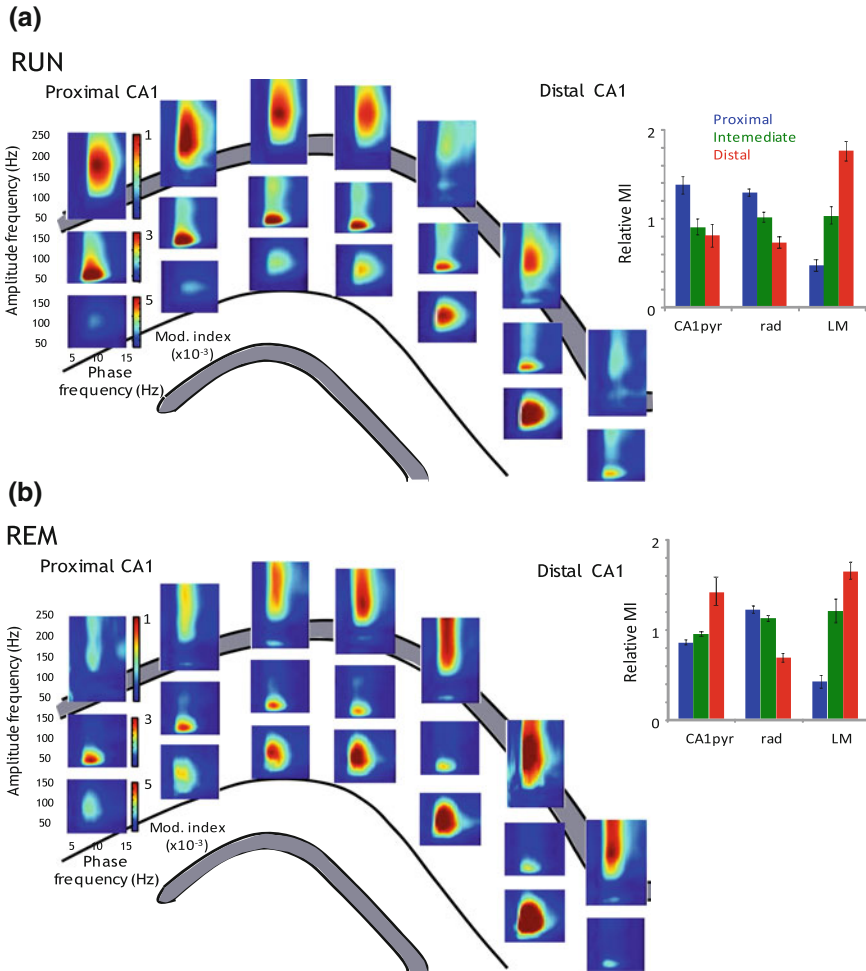 (a)
RUN
Proximal CA1
Distal CA1
Amplitude frequency (Hz)
250
200
150
100
50
150
100
50
150
100
50
1
3
5
5 10 15
Phase
frequency (Hz)
Mod. index
(x10-3)
Proximal
Intemediate
Distal
Relative MI
2
1
0
CA1pyr rad LM
(b)
REM
Proximal CA1
Distal CA1
Amplitude frequency (Hz)
250
200
150
100
50
150
100
50
150
100
50
1
3
5
5 10 15
Phase
frequency (Hz)
Mod. index
(x10-3)
Relative MI
2
1
0
CA1pyr rad LM